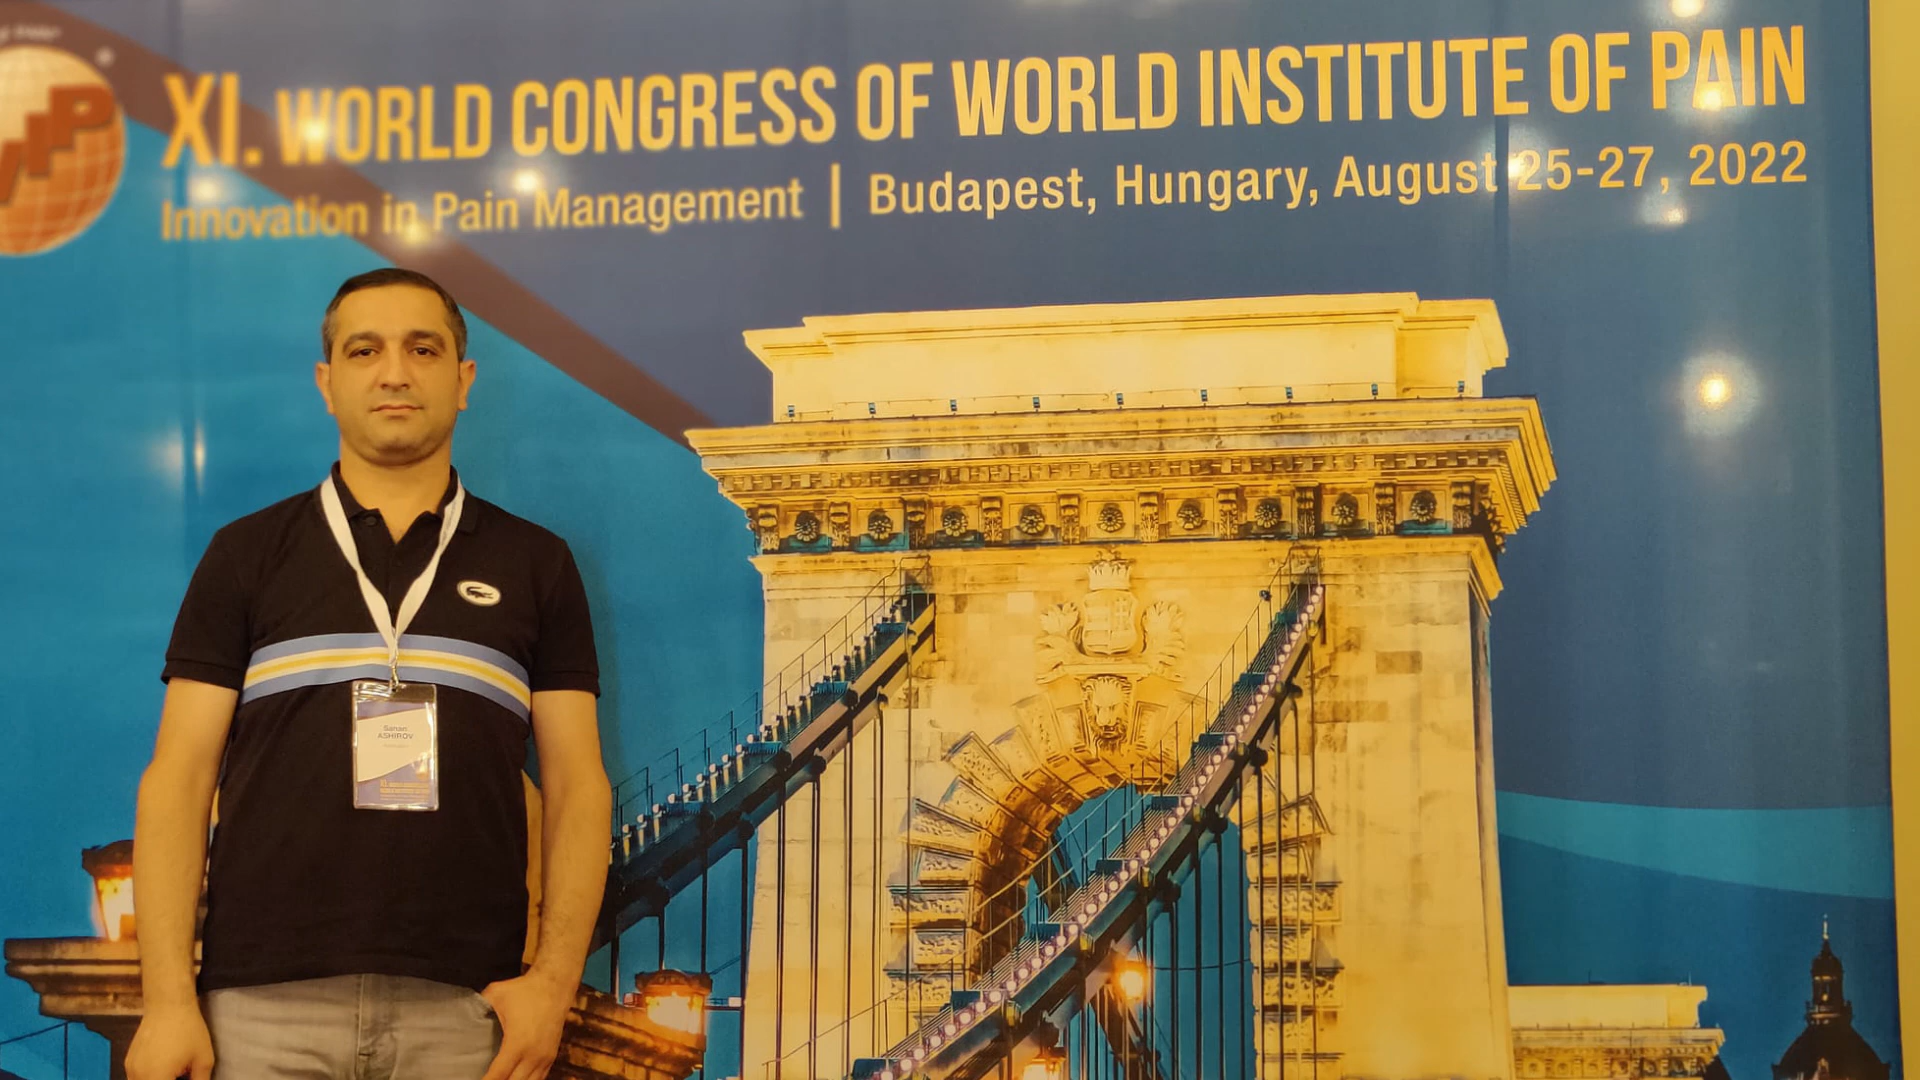 WIP
XI. WORLD CONGRESS OF WORLD INSTITUTE OF PAIN
Innovation in Pain Management | Budapest, Hungary, August 25-27, 2022
ASHIROV